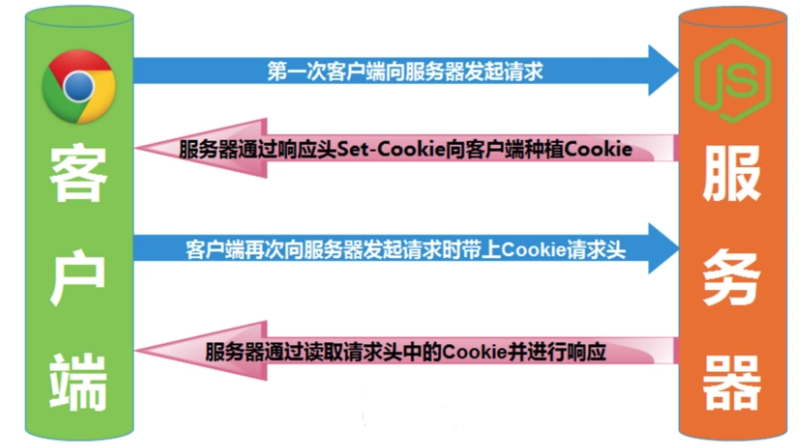 第一次客户端向服务器发起请求
服务器通过响应头Set-Cookie向客户端种植Cookie
客户端再次向服务器发起请求时带上Cookie请求头
服务器通过读取请求头中的Cookie并进行响应
客户端
JS
服务器